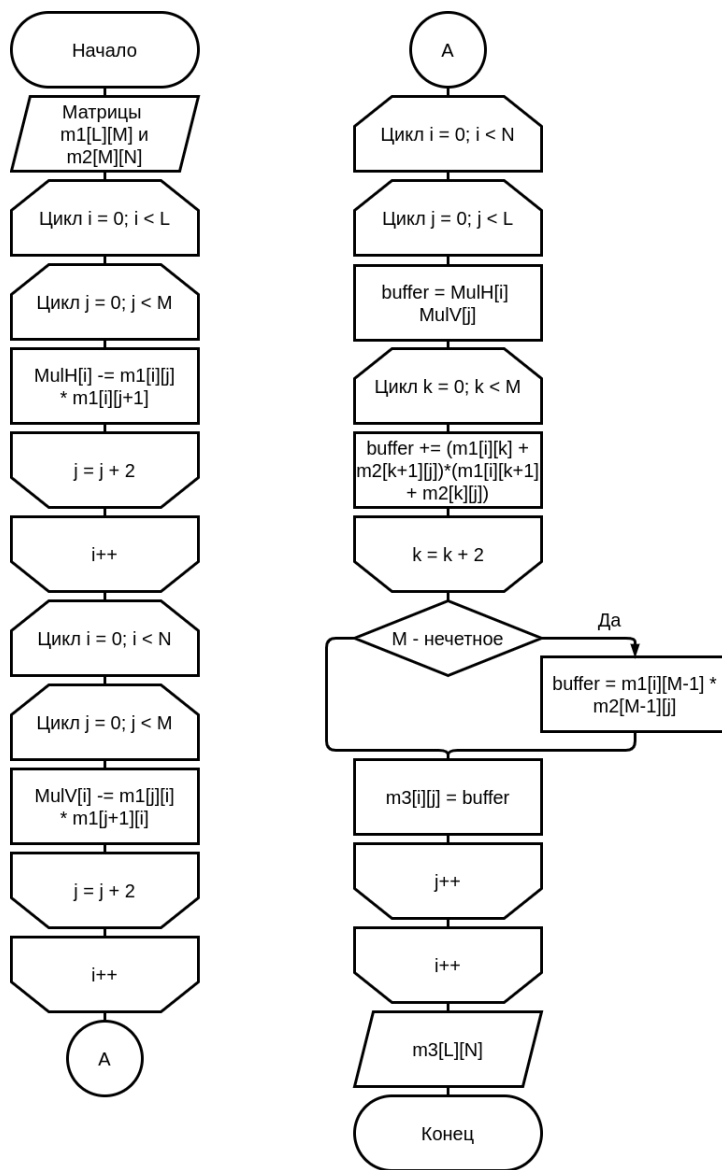 Начало
Матрицы
m1[L][M] и
m2[M][N]
Цикл i = 0; i < L
Цикл j = 0; j < M
MulH[i] -= m1[i][j]
* m1[i][j+1]
j = j + 2
i++
Цикл i = 0; i < N
Цикл j = 0; j < M
MulV[i] -= m1[j][i]
* m1[j+1][i]
j = j + 2
i++
A
A
Цикл i = 0; i < N
Цикл j = 0; j < L
buffer = MulH[i]
MulV[j]
Цикл k = 0; k < M
buffer += (m1[i][k] +
m2[k+1][j])*(m1[i][k+1]
+ m2[k][j])
k = k + 2
М - нечетное
Да
buffer = m1[i][M-1] *
m2[M-1][j]
m3[i][j] = buffer
j++
i++
m3[L][N]
Конец